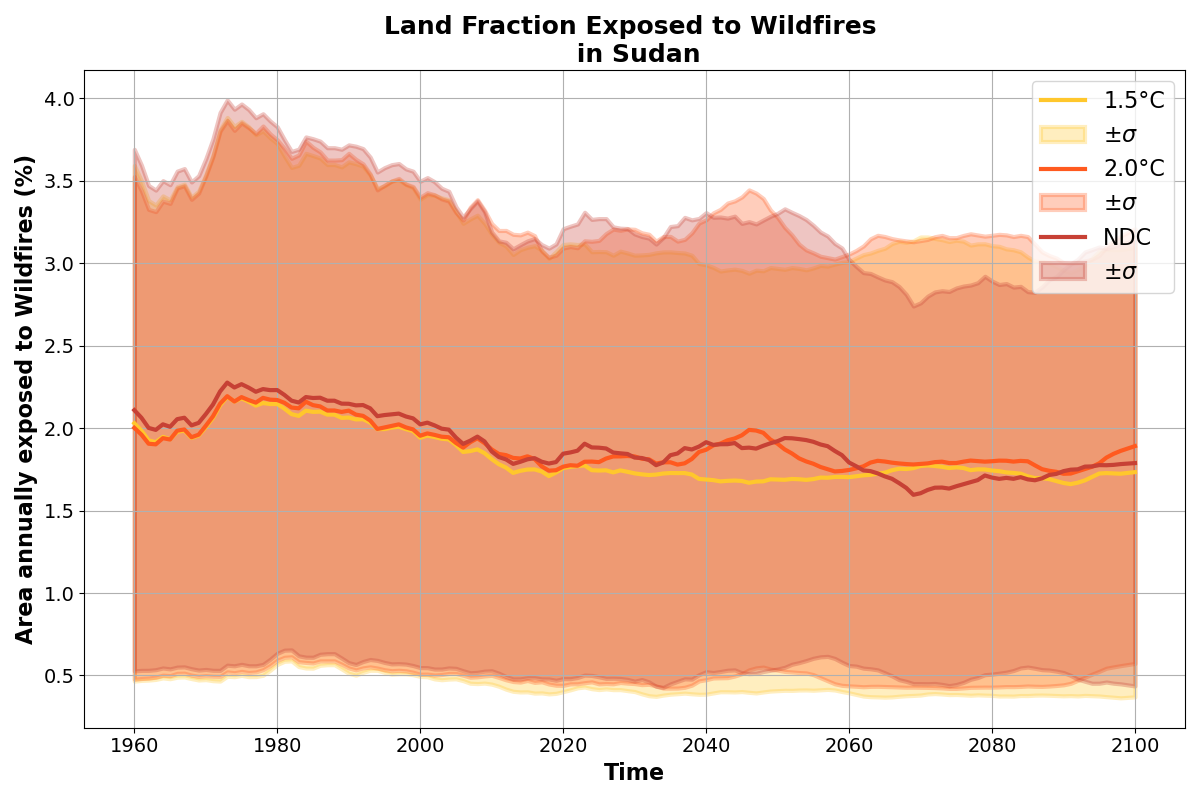 Land Fraction Exposed to Wildfires
in Sudan
Area annually exposed to Wildfires (%)
4.0
3.5
3.0
2.5
2.0
1.5
1.0
0.5
1.5°C
±σ
2.0°C
±σ
NDC
±σ
1960
1980
2000
2020
2040
2060
2080
2100
Time